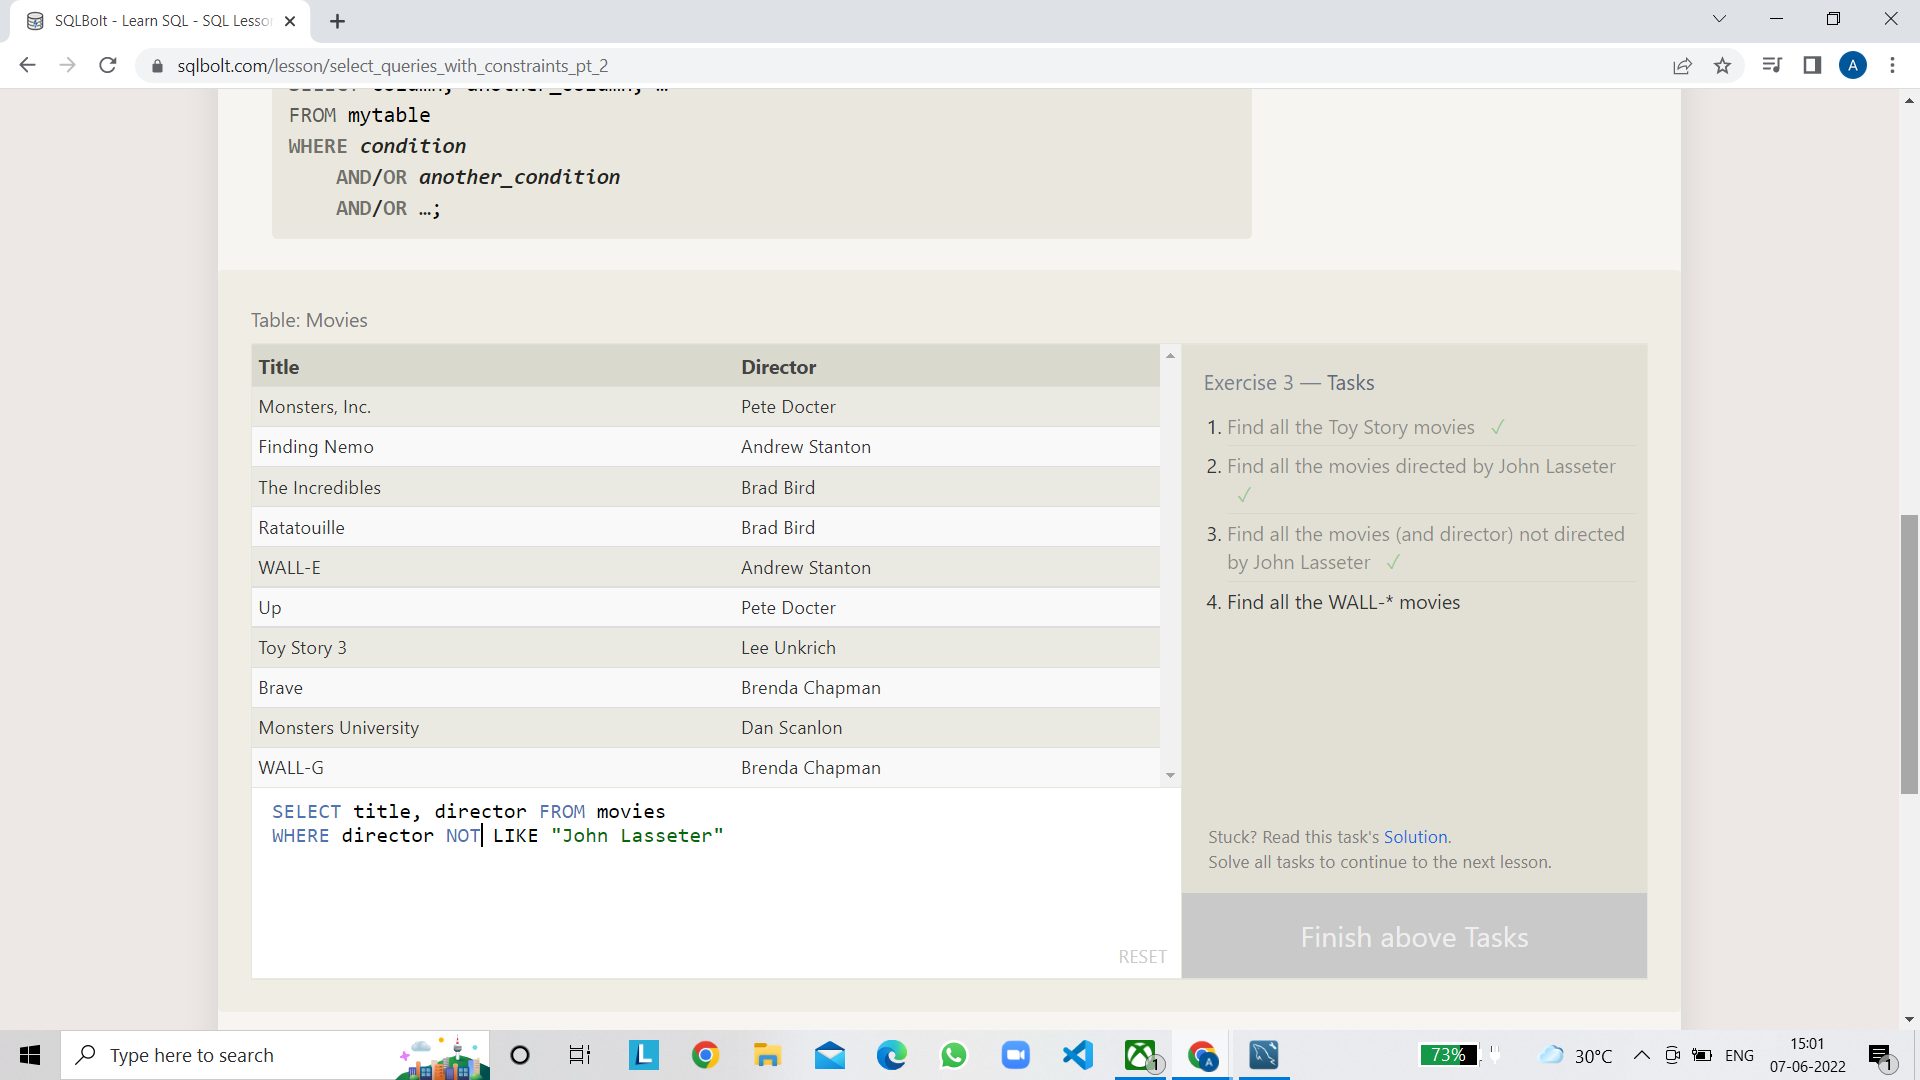 SQLBolt - Learn SQL - SQL Lesso
sqlbolt.com/lesson/select_queries_with_constraints_pt_2
A
SELECT column, another_column, …
FROM mytable
WHERE condition
AND/OR another_condition
AND/OR …;
Table: Movies
Title Director
Monsters, Inc. Pete Docter
Finding Nemo Andrew Stanton
The Incredibles Brad Bird
Ratatouille Brad Bird
WALL-E Andrew Stanton
Up Pete Docter
Toy Story 3 Lee Unkrich
Brave Brenda Chapman
Monsters University Dan Scanlon
WALL-G Brenda Chapman
SELECT title, director FROM movies
WHERE director NOT LIKE "John Lasseter"
RESET
Exercise 3 — Tasks
1. Find all the Toy Story movies ✓
2. Find all the movies directed by John Lasseter
✓
3. Find all the movies (and director) not directed
by John Lasseter ✓
4. Find all the WALL-* movies
Stuck? Read this task's Solution.
Solve all tasks to continue to the next lesson.
Finish above Tasks
Type here to search
L
1
A
73%
30°C
ENG
15:01
07-06-2022
1